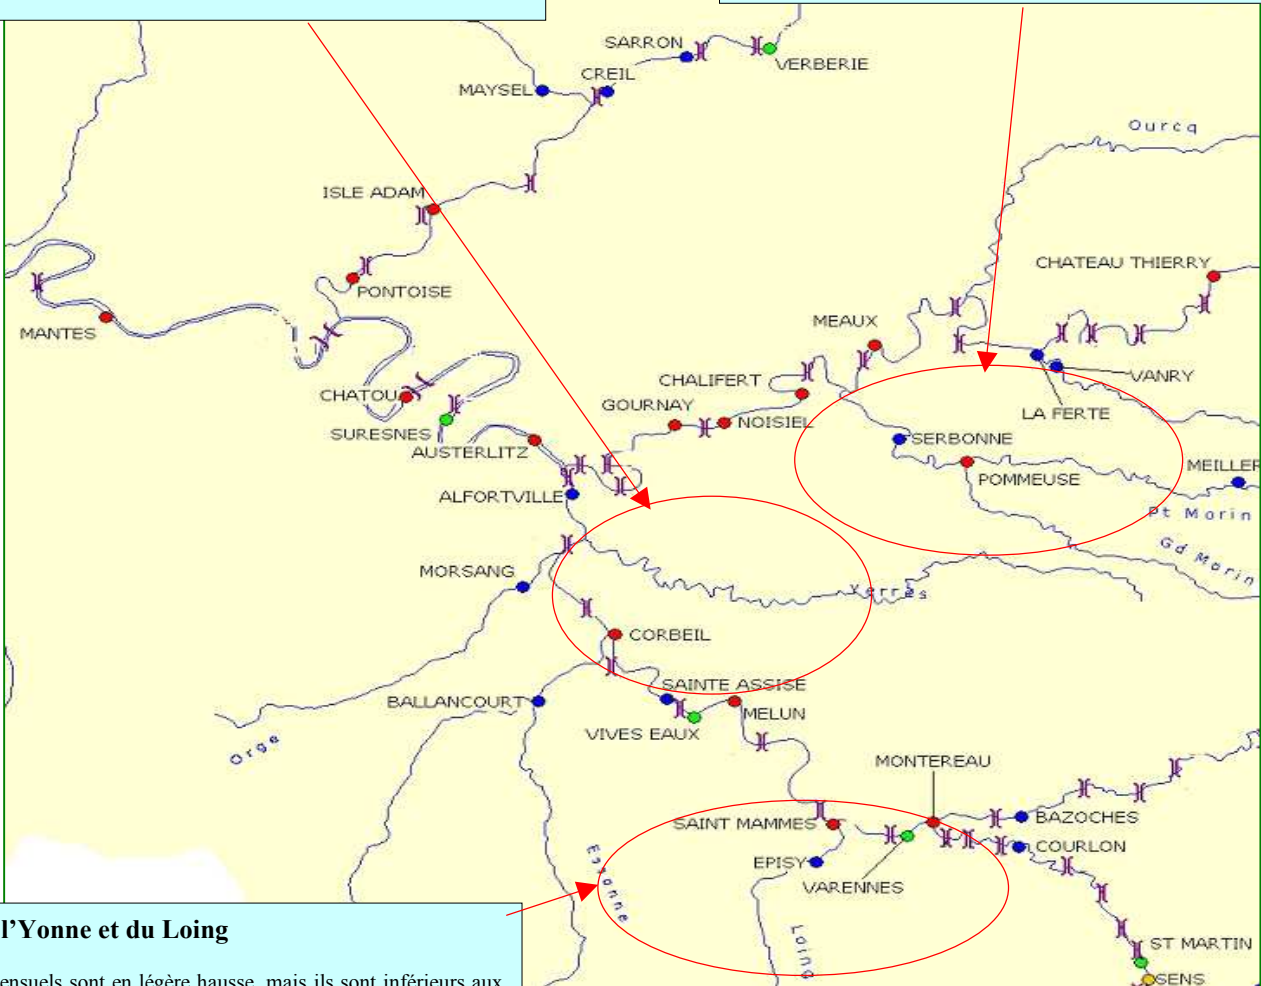 SARRON
VERBERIE
CREIL
MAYSEL
Ourcq
ISLE ADAM
CHATEAU THIERRY
PONTOISE
MANTES
MEAUX
VANRY
CHALIFERT
CHATOU
LA FERTE
GOURNAY
NOISIEL
SURESNES
SERBONNE
AUSTERLITZ
MEILLER
POMMEUSE
ALFORTVILLE
Pt Morin
Gd Morin
MORSANG
Yerres
CORBEIL
SAINTE ASSISE
BALLANCOURT
MELUN
VIVES EAUX
Orge
MONTEREAU
BAZOCHES
SAINT MAMMES
COURLON
EPISY
Essonne
VARENNES
l’Yonne et du Loing
Loing
ST MARTIN
ensuels sont en légère hausse, mais ils sont inférieurs aux
SENS